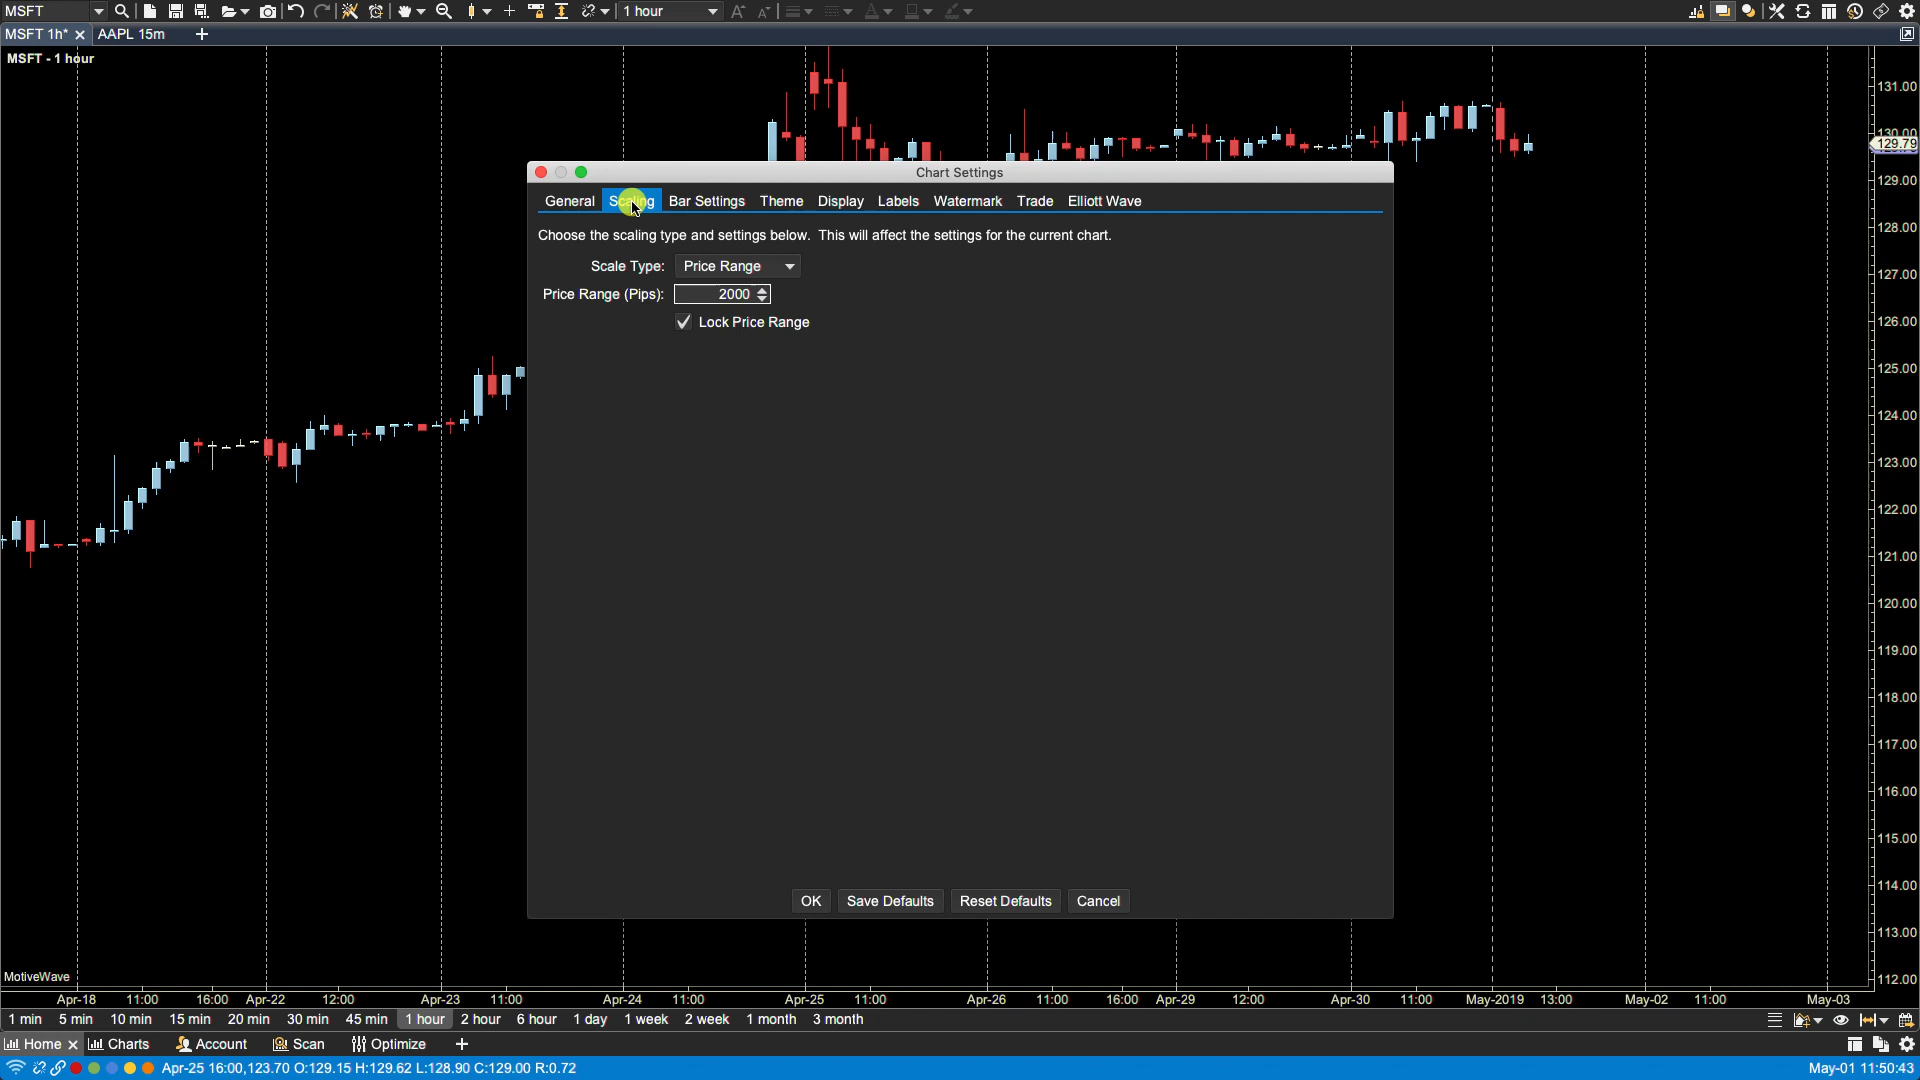 MSFT
1 hour
MSFT 1h*
AAPL 15m
MSFT - 1 hour
Chart Settings
General Scaling Bar Settings Theme Display Labels Watermark Trade Elliott Wave
Choose the scaling type and settings below. This will affect the settings for the current chart.
Scale Type: Price Range
Price Range (Pips): 2000
Lock Price Range
OK Save Defaults Reset Defaults Cancel
131.00
130.00
129.79
129.00
128.00
127.00
126.00
125.00
124.00
123.00
122.00
121.00
120.00
119.00
118.00
117.00
116.00
115.00
114.00
113.00
112.00
MotiveWave
Apr-18 11:00 16:00 Apr-22 12:00 Apr-23 11:00 Apr-24 11:00 Apr-25 11:00 Apr-26 11:00 16:00 Apr-29 12:00 Apr-30 11:00 May-2019 13:00 May-02 11:00 May-03
1 min 5 min 10 min 15 min 20 min 30 min 45 min 1 hour 2 hour 6 hour 1 day 1 week 2 week 1 month 3 month
Home Charts Account Scan Optimize
Apr-25 16:00,123.70 O:129.15 H:129.62 L:128.90 C:129.00 R:0.72
May-01 11:50:43